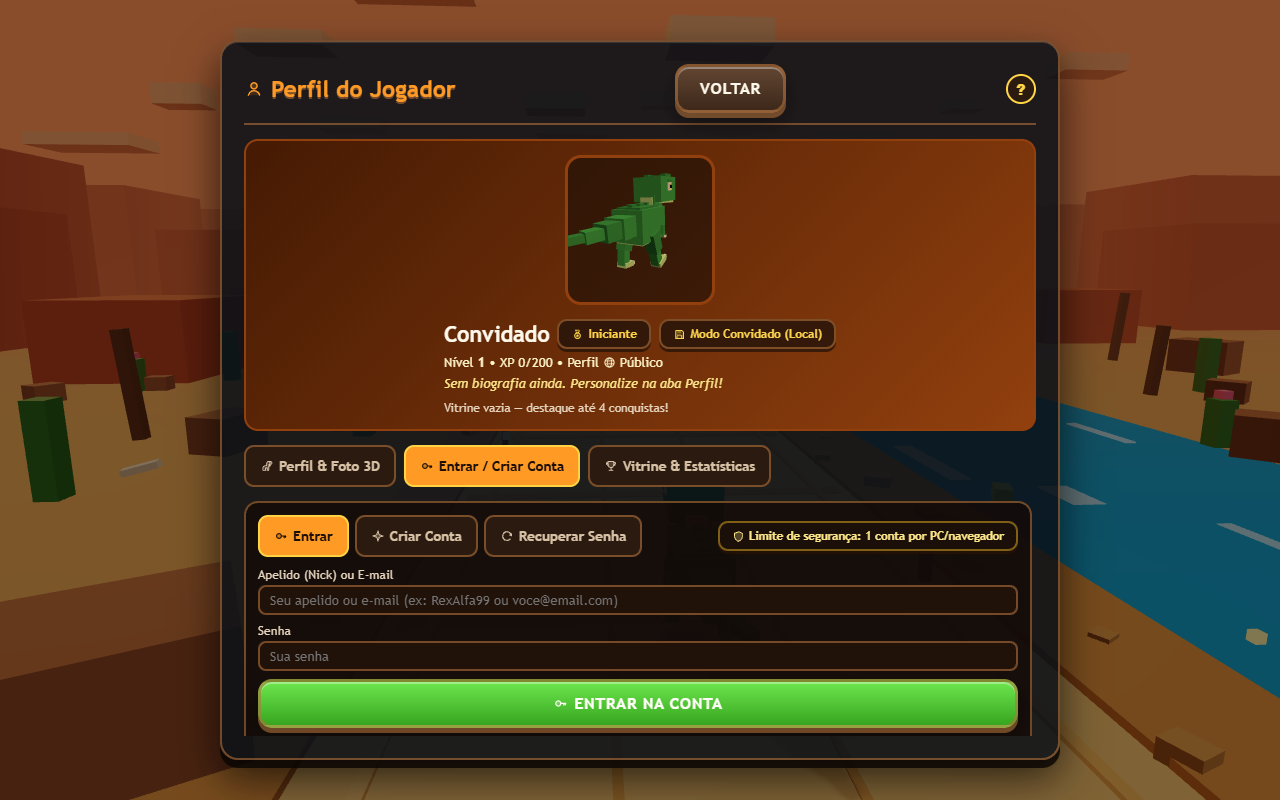 Perfil do Jogador
VOLTAR
?
Convidado
Iniciante
Modo Convidado (Local)
Nível 1 • XP 0/200 • Perfil Público
Sem biografia ainda. Personalize na aba Perfil!
Vitrine vazia — destaque até 4 conquistas!
Perfil & Foto 3D
Entrar / Criar Conta
Vitrine & Estatísticas
Entrar
Criar Conta
Recuperar Senha
Limite de segurança: 1 conta por PC/navegador
Apelido (Nick) ou E-mail
Seu apelido ou e-mail (ex: RexAlfa99 ou voce@email.com)
Senha
Sua senha
ENTRAR NA CONTA